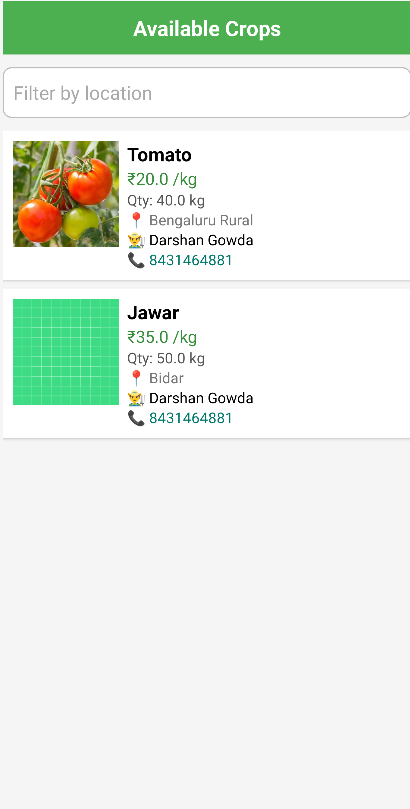 Available Crops
Filter by location
Tomato
₹20.0 /kg
Qty: 40.0 kg
📍 Bengaluru Rural
👨‍🌾 Darshan Gowda
📞 8431464881
Jawar
₹35.0 /kg
Qty: 50.0 kg
📍 Bidar
👨‍🌾 Darshan Gowda
📞 8431464881